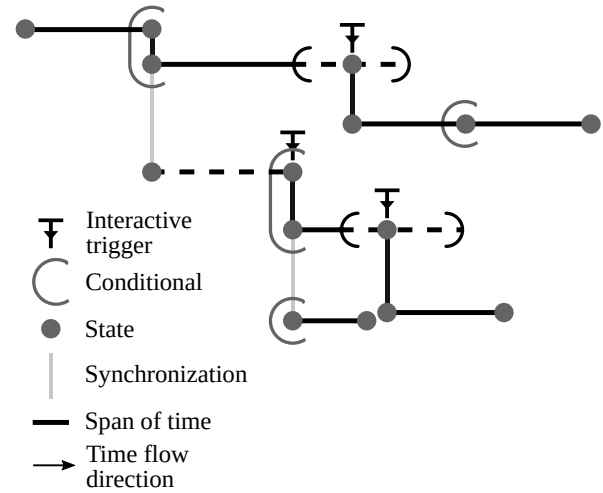 Interactive
trigger
Conditional
State
Synchronization
Span of time
Time flow
direction